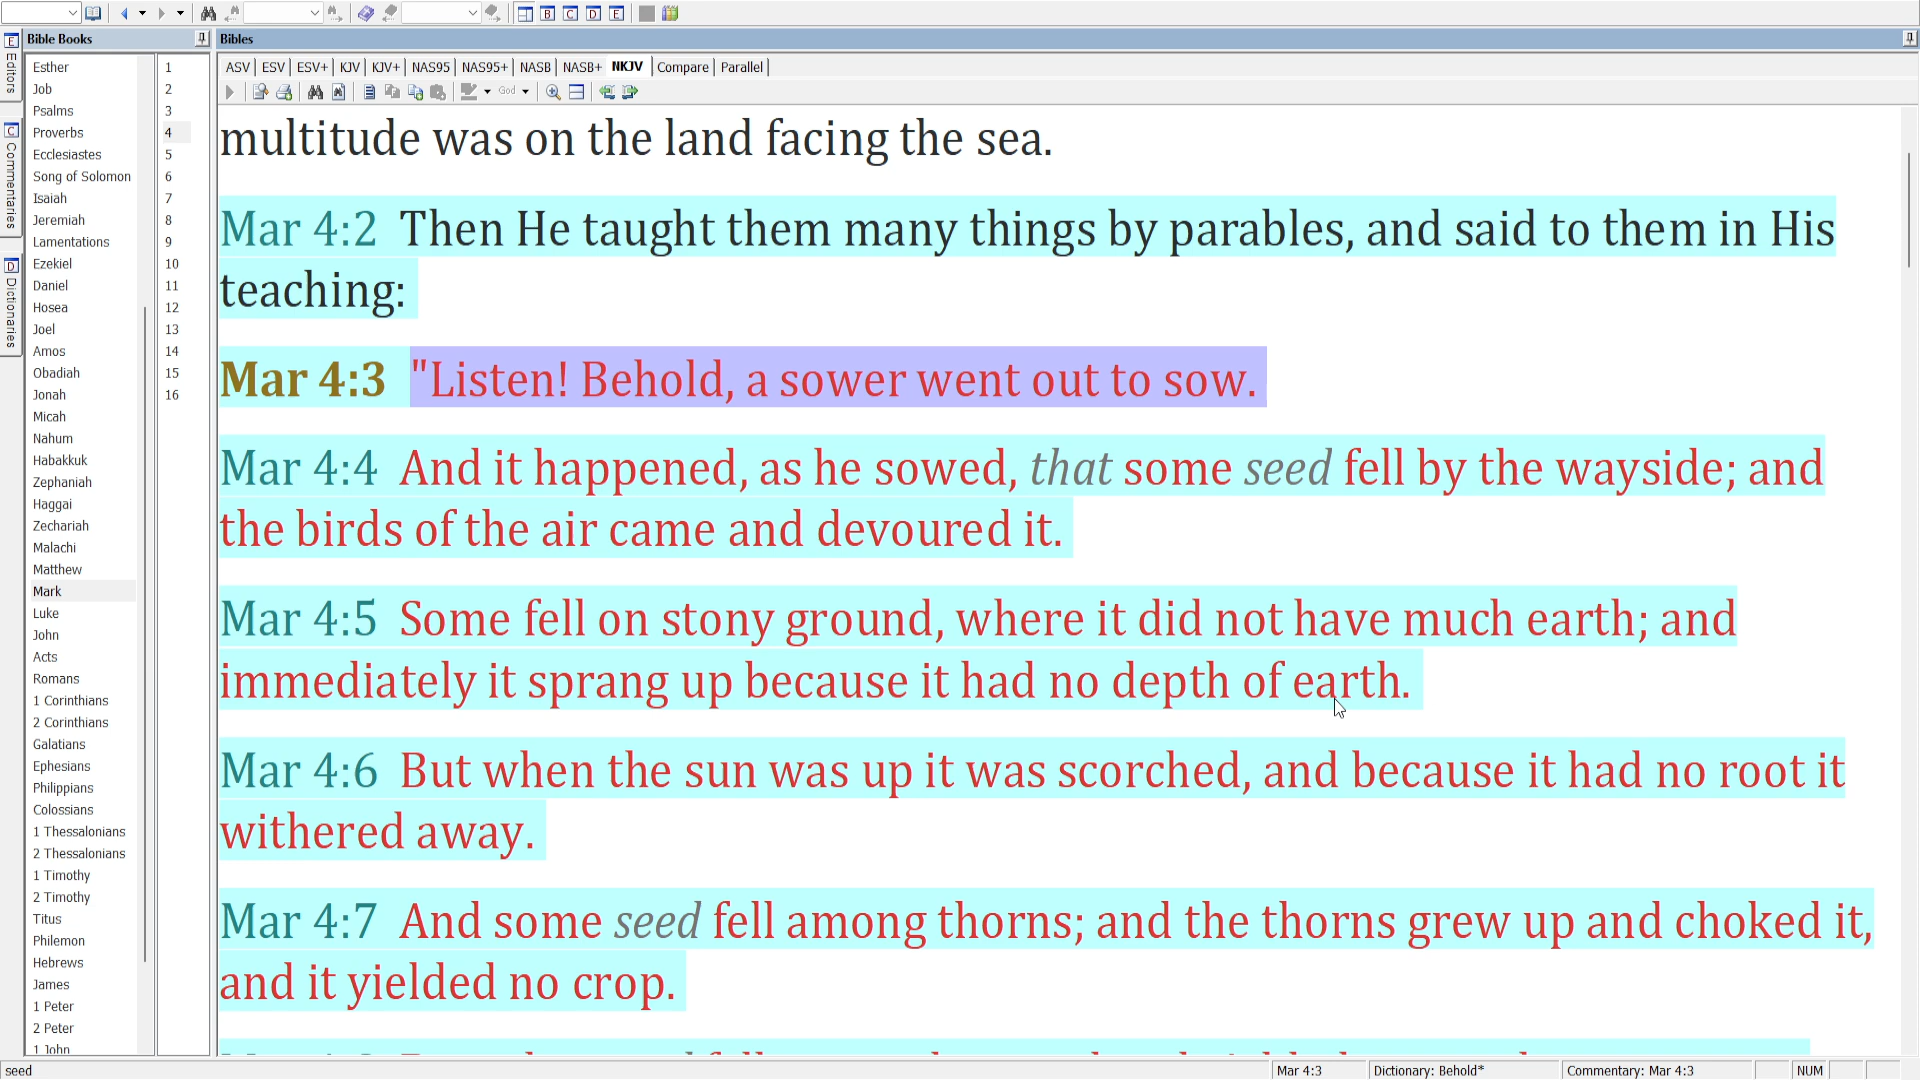 Bible Books
Bibles
Editors
Commentaries
Dictionaries
Esther
Job
Psalms
Proverbs
Ecclesiastes
Song of Solomon
Isaiah
Jeremiah
Lamentations
Ezekiel
Daniel
Hosea
Joel
Amos
Obadiah
Jonah
Micah
Nahum
Habakkuk
Zephaniah
Haggai
Zechariah
Malachi
Matthew
Mark
Luke
John
Acts
Romans
1 Corinthians
2 Corinthians
Galatians
Ephesians
Philippians
Colossians
1 Thessalonians
2 Thessalonians
1 Timothy
2 Timothy
Titus
Philemon
Hebrews
James
1 Peter
2 Peter
1 John
1
2
3
4
5
6
7
8
9
10
11
12
13
14
15
16
ASV ESV ESV+ KJV KJV+ NAS95 NAS95+ NASB NASB+ NKJV Compare Parallel
God
multitude was on the land facing the sea.
Mar 4:2 Then He taught them many things by parables, and said to them in His
teaching:
Mar 4:3 "Listen! Behold, a sower went out to sow.
Mar 4:4 And it happened, as he sowed, that some seed fell by the wayside; and
the birds of the air came and devoured it.
Mar 4:5 Some fell on stony ground, where it did not have much earth; and
immediately it sprang up because it had no depth of earth.
Mar 4:6 But when the sun was up it was scorched, and because it had no root it
withered away.
Mar 4:7 And some seed fell among thorns; and the thorns grew up and choked it,
and it yielded no crop.
seed
Mar 4:3
Dictionary: Behold*
Commentary: Mar 4:3
NUM